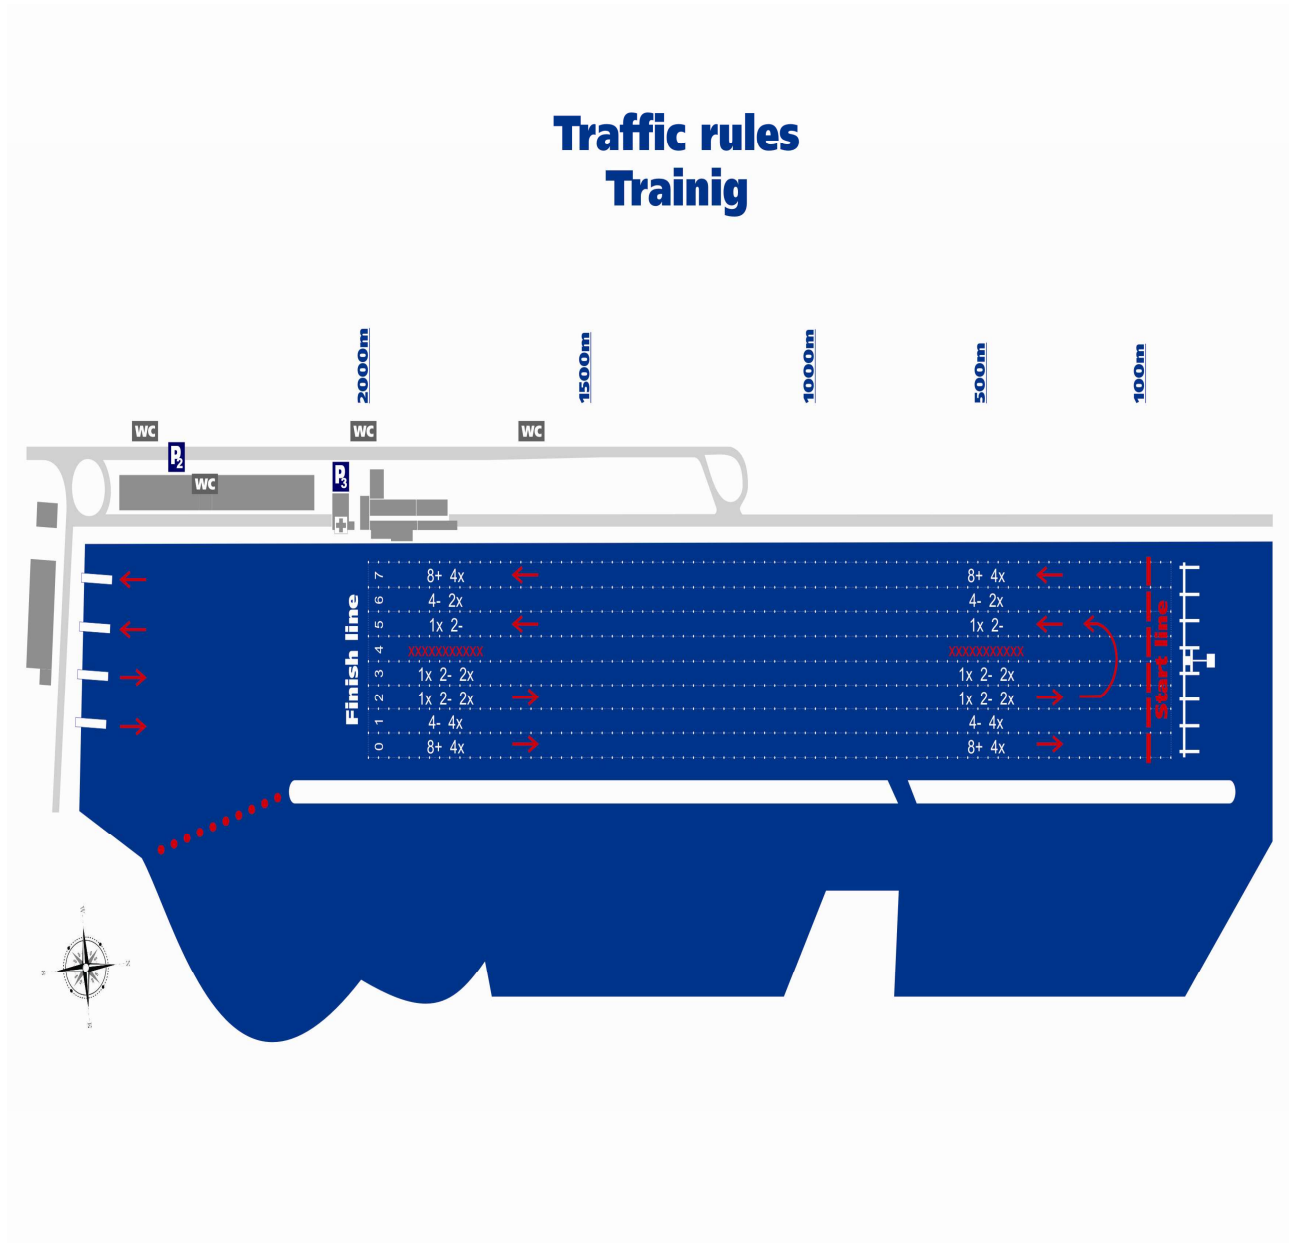 Traffic rules
Trainig
2000m
1500m
1000m
500m
100m
WC
WC
WC
P2
WC
P3
Finish line
7 8+ 4x 8+ 4x
6 4- 2x 4- 2x
5 1x 2- 1x 2-
4 XXXXXXXXXXX XXXXXXXXXXX
3 1x 2- 2x 1x 2- 2x
2 1x 2- 2x 1x 2- 2x
1 4- 4x 4- 4x
0 8+ 4x 8+ 4x
Start line